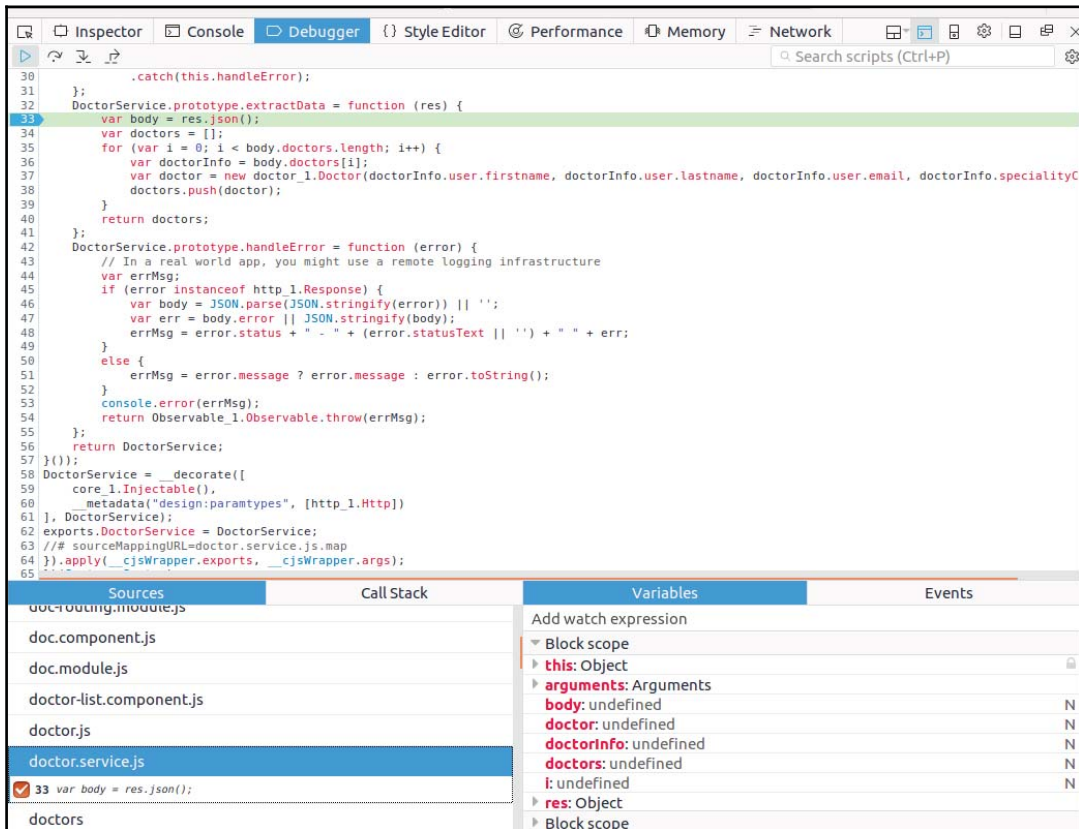 Inspector Console Debugger {} Style Editor Performance Memory Network
Search scripts (Ctrl+P)
30 .catch(this.handleError);
31 };
32 DoctorService.prototype.extractData = function (res) {
33 var body = res.json();
34 var doctors = [];
35 for (var i = 0; i < body.doctors.length; i++) {
36 var doctorInfo = body.doctors[i];
37 var doctor = new doctor_1.Doctor(doctorInfo.user.firstname, doctorInfo.user.lastname, doctorInfo.user.email, doctorInfo.specialityC
38 doctors.push(doctor);
39 }
40 return doctors;
41 };
42 DoctorService.prototype.handleError = function (error) {
43 // In a real world app, you might use a remote logging infrastructure
44 var errMsg;
45 if (error instanceof http_1.Response) {
46 var body = JSON.parse(JSON.stringify(error)) || '';
47 var err = body.error || JSON.stringify(body);
48 errMsg = error.status + " - " + (error.statusText || '') + " " + err;
49 }
50 else {
51 errMsg = error.message ? error.message : error.toString();
52 }
53 console.error(errMsg);
54 return Observable_1.Observable.throw(errMsg);
55 };
56 return DoctorService;
57 }());
58 DoctorService = __decorate([
59 core_1.Injectable(),
60 __metadata("design:paramtypes", [http_1.Http])
61 ], DoctorService);
62 exports.DoctorService = DoctorService;
63 //# sourceMappingURL=doctor.service.js.map
64 }).apply(__cjsWrapper.exports, __cjsWrapper.args);
65
Sources Call Stack Variables Events
doc-routing.module.js
doc.component.js
doc.module.js
doctor-list.component.js
doctor.js
doctor.service.js
33 var body = res.json();
doctors
Add watch expression
Block scope
this: Object
arguments: Arguments
body: undefined N
doctor: undefined N
doctorInfo: undefined N
doctors: undefined N
i: undefined N
res: Object
Block scope